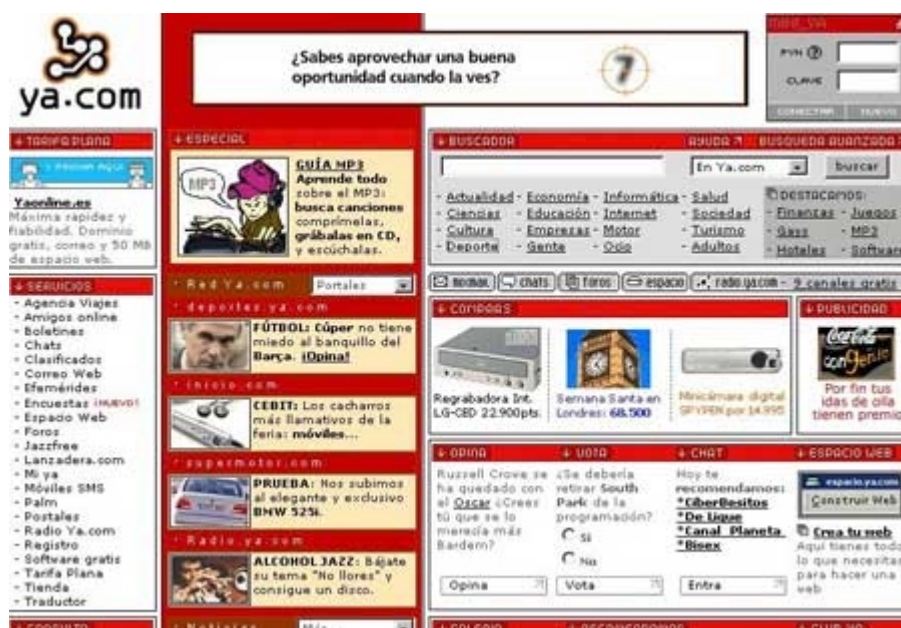 ya.com
¿Sabes aprovechar una buena
oportunidad cuando la ves?
7
MINI_YA
PYN ?
CLAVE
CONECTAR
NUEVO
TARIFA PLANA
Yaonline.es
Máxima rapidez y
fiabilidad. Dominio
gratis, correo y 50 MB
de espacio web.
SERVICIOS
- Agencia Viajes
- Amigos online
- Boletines
- Chats
- Clasificados
- Correo Web
- Efemérides
- Encuestas ¡NUEVO!
- Espacio Web
- Foros
- Jazzfree
- Lanzadera.com
- Mi ya
- Móviles SMS
- Palm
- Postales
- Radio Ya.com
- Registro
- Software gratis
- Tarifa Plana
- Tienda
- Traductor
ESPECIAL
MP3
GUÍA MP3
Aprende todo
sobre el MP3:
busca canciones
comprímelas,
grábalas en CD,
y escúchalas.
Red Ya.com
Portales
deportes.ya.com
FÚTBOL: Cúper no tiene
miedo al banquillo del
Barça. ¡Opina!
inicio.com
CEBIT: Los cacharros
más llamativos de la
feria: móviles...
supermotor.com
PRUEBA: Nos subimos
al elegante y exclusivo
BMW 525i.
Radio.ya.com
ALCOHOL JAZZ: Bájate
su tema "No llores" y
consigue un disco.
Noticias
Más
BUSCADOR
AYUDA
BUSQUEDA AVANZADA
En Ya.com
buscar
- Actualidad - Economía - Informática - Salud
- Ciencias - Educación - Internet - Sociedad
- Cultura - Empresas - Motor - Turismo
- Deporte - Gente - Ocio - Adultos
DESTACAMOS:
- Finanzas - Juegos
- Gass - MP3
- Hoteles - Software
chats
foros
espacio
radio.ya.com - 9 canales gratis
COMPRAS
Regrabadora Int.
LG-CED 22.900pts.
Semana Santa en
Londres: 68.500
Minicámara digital
SPYPEN por 14.995
PUBLICIDAD
Coca-Cola
Por fin tus
idas de olla
tienen premio
OPINA
Russell Crowe se
ha quedado con
el Oscar ¿Crees
tú que se lo
merecía más
Bardem?
Opina
VOTA
¿Se debería
retirar South
Park de la
programación?
Sí
No
Vota
CHAT
Hoy te
recomendamos:
*CiberBesitos
*De Ligue
*Canal Planeta
*Bisex
Entra
ESPACIO WEB
espacio.ya.com
Construir Web
Crea tu web
Aquí tienes todo
lo que necesitas
para hacer una
web